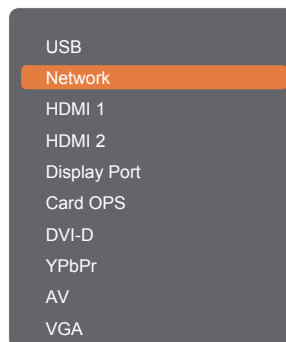 USB
Network
HDMI 1
HDMI 2
Display Port
Card OPS
DVI-D
YPbPr
AV
VGA